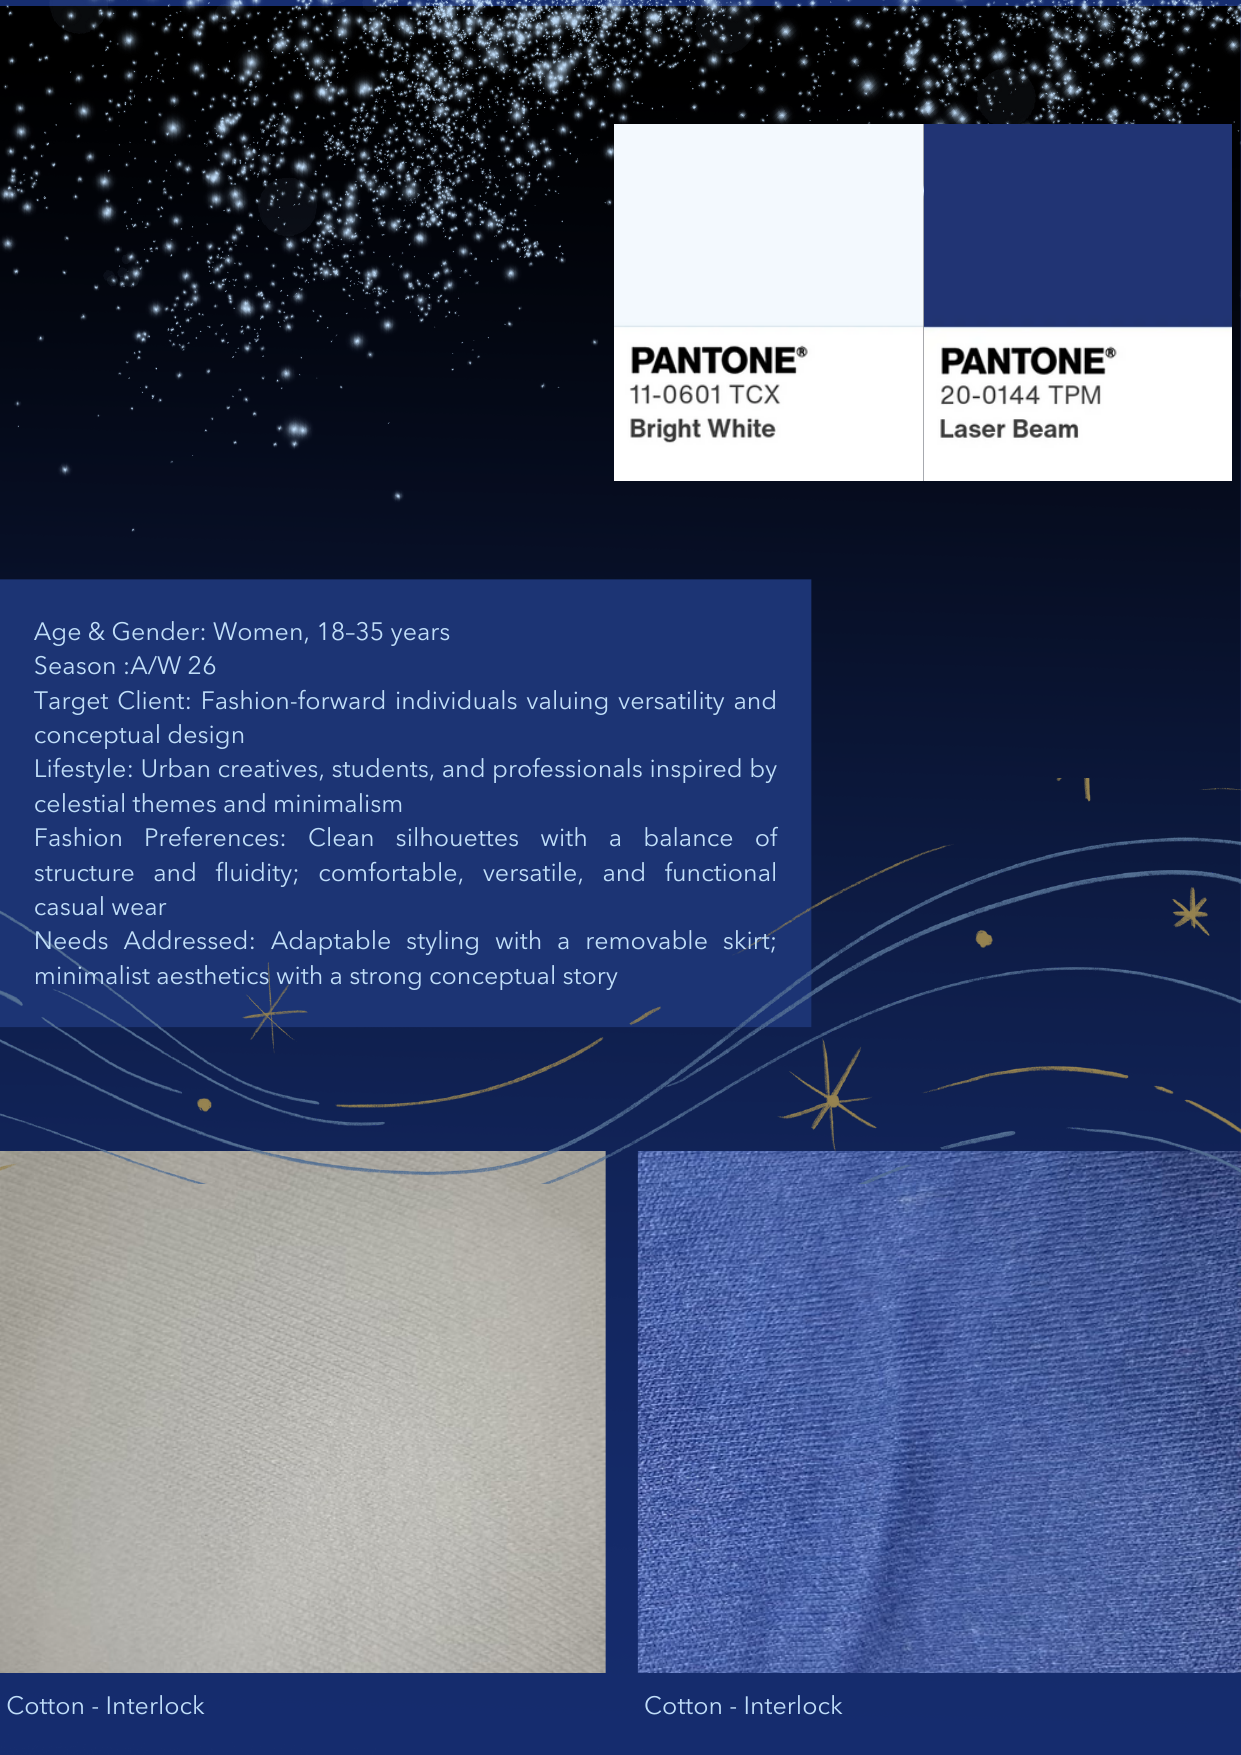 PANTONE®
11-0601 TCX
Bright White
PANTONE®
20-0144 TPM
Laser Beam
Age & Gender: Women, 18–35 years
Season :A/W 26
Target Client: Fashion-forward individuals valuing versatility and
conceptual design
Lifestyle: Urban creatives, students, and professionals inspired by
celestial themes and minimalism
Fashion Preferences: Clean silhouettes with a balance of
structure and fluidity; comfortable, versatile, and functional
casual wear
Needs Addressed: Adaptable styling with a removable skirt;
minimalist aesthetics with a strong conceptual story
Cotton - Interlock
Cotton - Interlock